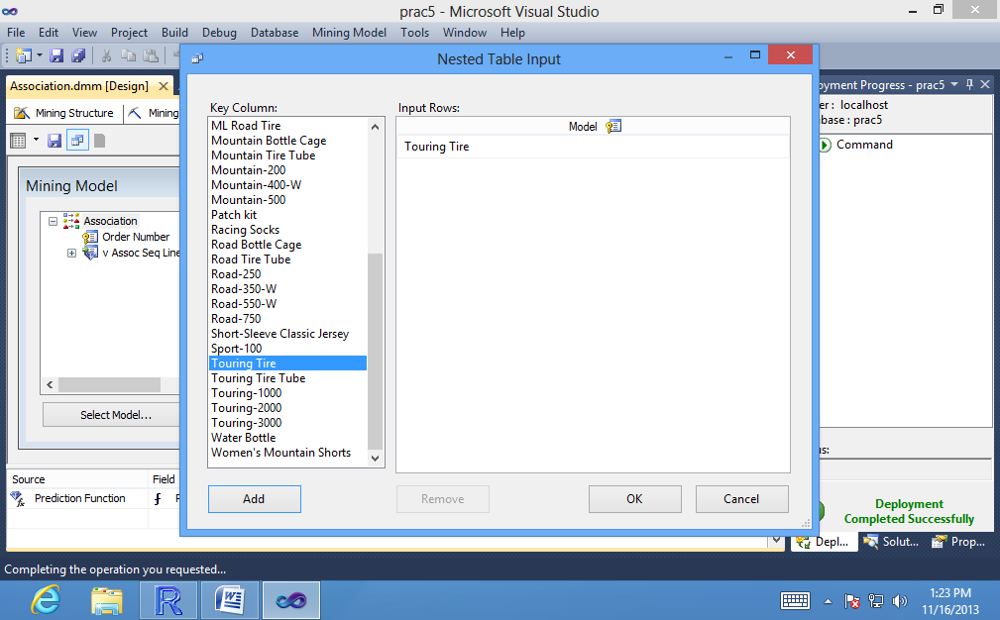 prac5 - Microsoft Visual Studio
File Edit View Project Build Debug Database Mining Model Tools Window Help
Association.dmm [Design]
Mining Structure
Mining
Mining Model
Association
Order Number
v Assoc Seq Line
Select Model...
Source Field
Prediction Function
Nested Table Input
Key Column:
ML Road Tire
Mountain Bottle Cage
Mountain Tire Tube
Mountain-200
Mountain-400-W
Mountain-500
Patch kit
Racing Socks
Road Bottle Cage
Road Tire Tube
Road-250
Road-350-W
Road-550-W
Road-750
Short-Sleeve Classic Jersey
Sport-100
Touring Tire
Touring Tire Tube
Touring-1000
Touring-2000
Touring-3000
Water Bottle
Women's Mountain Shorts
Input Rows:
Model
Touring Tire
Add
Remove
OK
Cancel
oyment Progress - prac5
er : localhost
base : prac5
Command
us:
Deployment
Completed Successfully
Depl... Solut... Prop...
Completing the operation you requested...
1:23 PM
11/16/2013